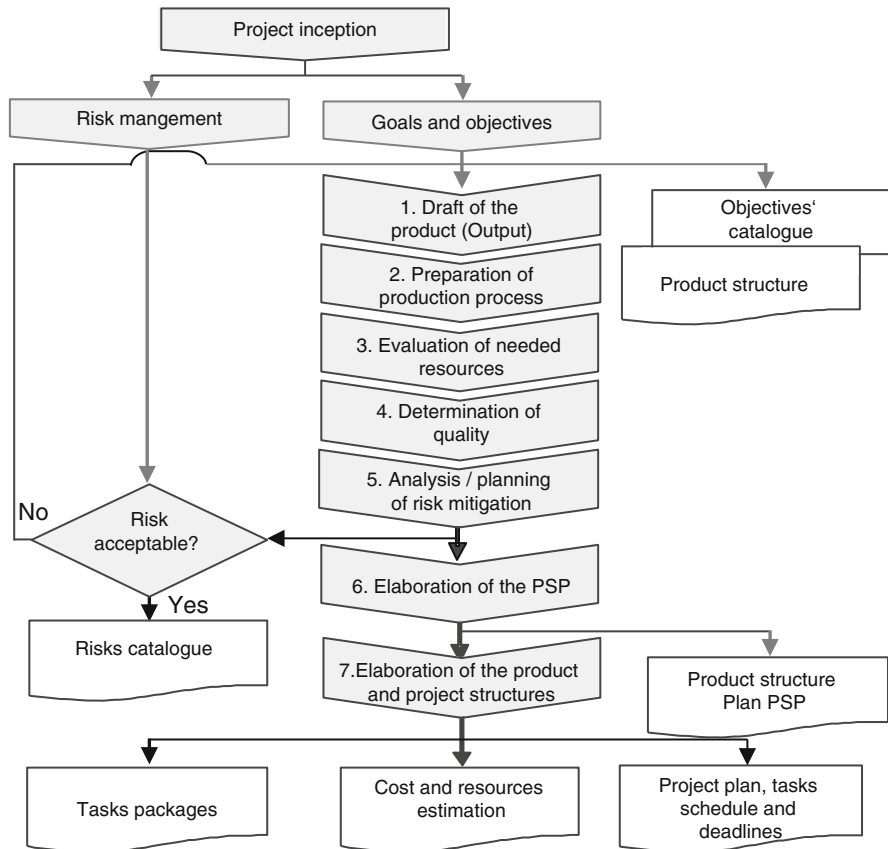 Project inception
Risk mangement
Goals and objectives
1. Draft of the
product (Output)
Objectives‘
catalogue
2. Preparation of
production process
Product structure
3. Evaluation of needed
resources
4. Determination of
quality
5. Analysis / planning
of risk mitigation
No
Risk
acceptable?
6. Elaboration of the PSP
Yes
Risks catalogue
7.Elaboration of the product
and project structures
Product structure
Plan PSP
Tasks packages
Cost and resources
estimation
Project plan, tasks
schedule and
deadlines